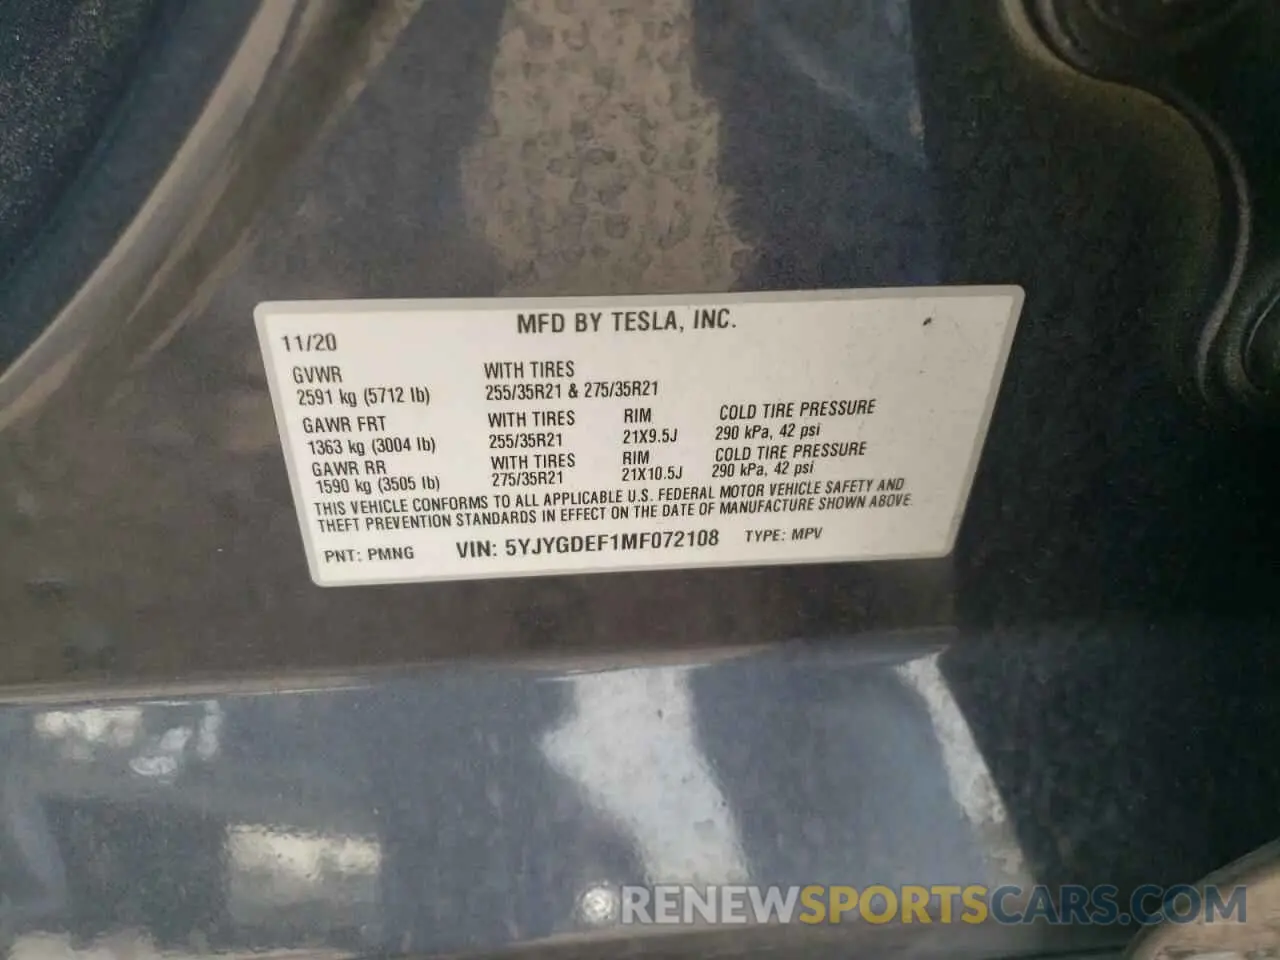 MFD BY TESLA, INC.
11/20
GVWR WITH TIRES
2591 kg (5712 lb) 255/35R21 & 275/35R21
GAWR FRT WITH TIRES RIM COLD TIRE PRESSURE
1363 kg (3004 lb) 255/35R21 21X9.5J 290 kPa, 42 psi
GAWR RR WITH TIRES RIM COLD TIRE PRESSURE
1590 kg (3505 lb) 275/35R21 21X10.5J 290 kPa, 42 psi
THIS VEHICLE CONFORMS TO ALL APPLICABLE U.S. FEDERAL MOTOR VEHICLE SAFETY AND
THEFT PREVENTION STANDARDS IN EFFECT ON THE DATE OF MANUFACTURE SHOWN ABOVE.
PNT: PMNG VIN: 5YJYGDEF1MF072108 TYPE: MPV
RENEWSPORTSCARS.COM